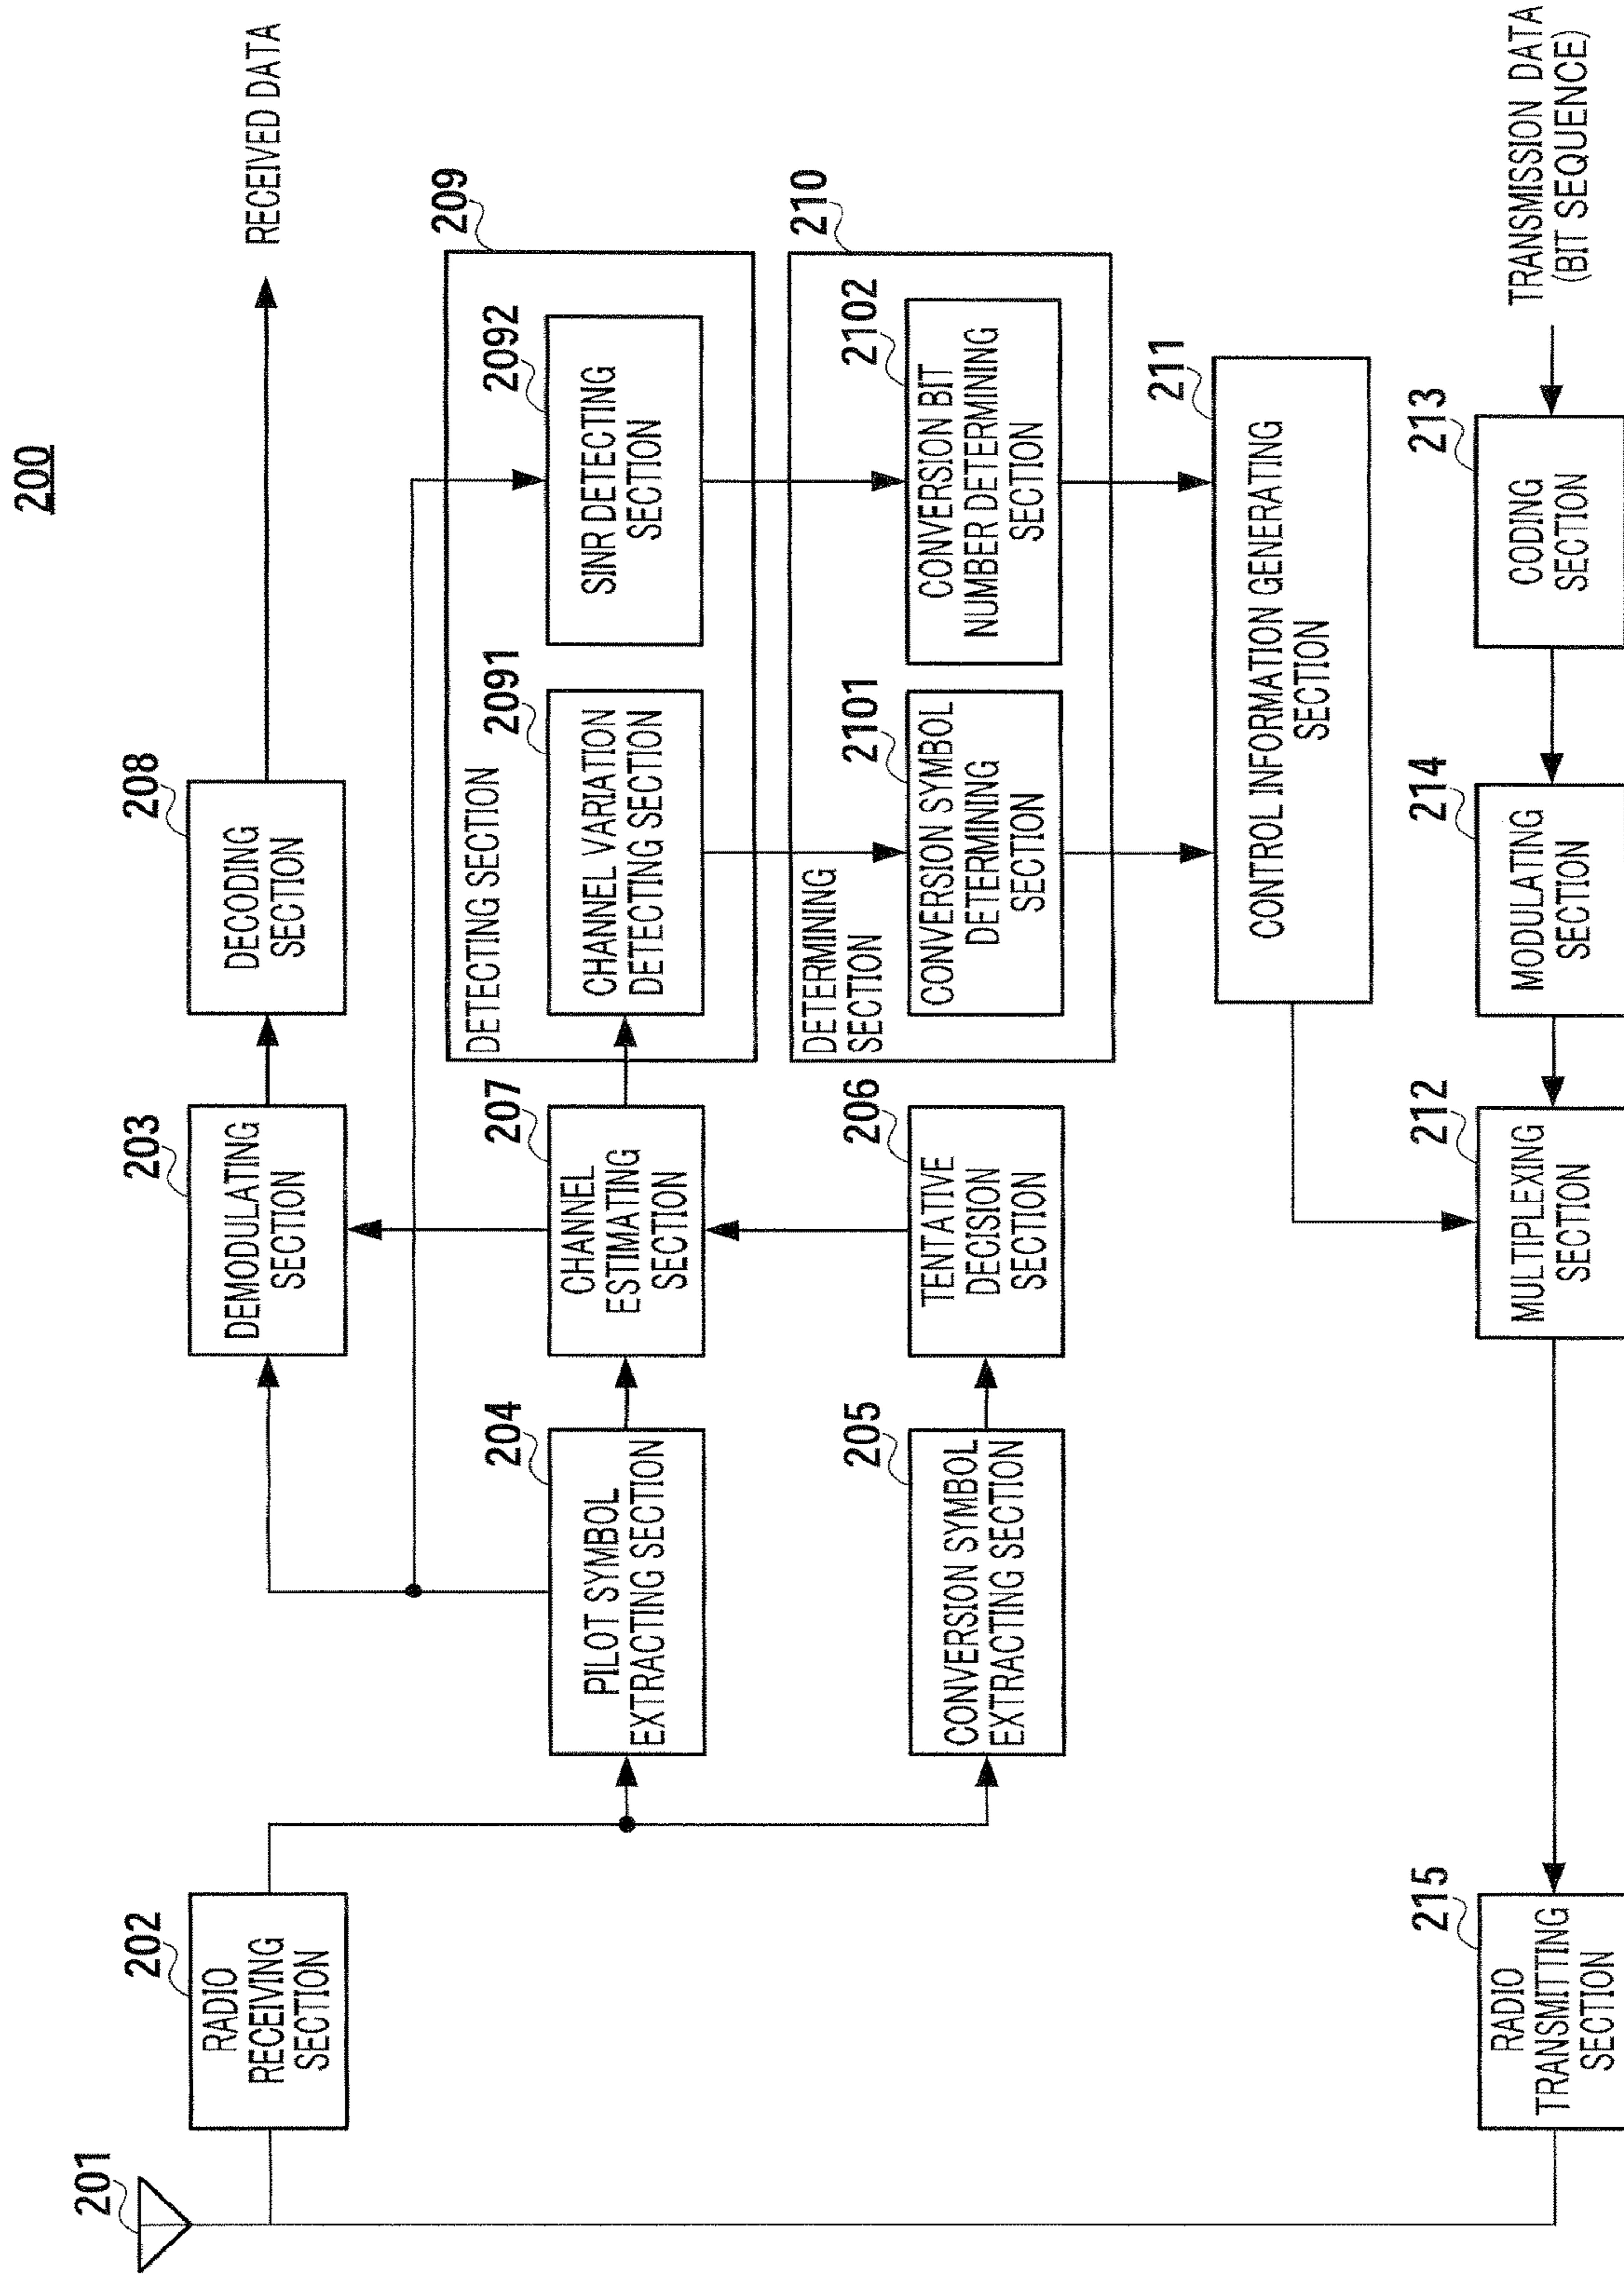 200
201
202
RADIO
RECEIVING
SECTION
203
DEMODULATING
SECTION
208
DECODING
SECTION
RECEIVED DATA
204
PILOT SYMBOL
EXTRACTING SECTION
207
CHANNEL
ESTIMATING
SECTION
209
DETECTING SECTION
2091
CHANNEL VARIATION
DETECTING SECTION
2092
SINR DETECTING
SECTION
205
CONVERSION SYMBOL
EXTRACTING SECTION
206
TENTATIVE
DECISION
SECTION
210
DETERMINING
SECTION
2101
CONVERSION SYMBOL
DETERMINING
SECTION
2102
CONVERSION BIT
NUMBER DETERMINING
SECTION
211
CONTROL INFORMATION GENERATING
SECTION
215
RADIO
TRANSMITTING
SECTION
212
MULTIPLEXING
SECTION
214
MODULATING
SECTION
213
CODING
SECTION
TRANSMISSION DATA
(BIT SEQUENCE)